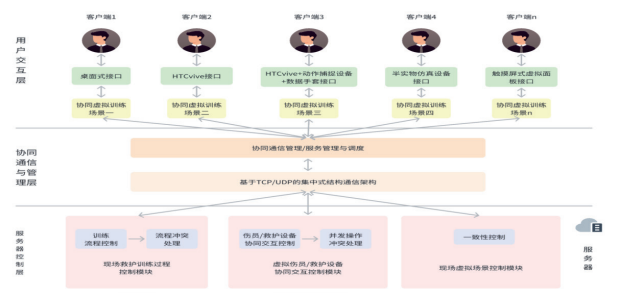 客户端1
客户端2
客户端3
客户端4
客户端n
用户交互层
桌面式接口
HTCvive接口
HTCvive+动作捕捉设备
+数据手套接口
半实物仿真设备
接口
触摸屏式虚拟面
板接口
协同虚拟训练
场景一
协同虚拟训练
场景二
协同虚拟训练
场景三
协同虚拟训练
场景四
协同虚拟训练
场景n
协同
通信
与管
理层
协同通信管理/服务管理与调度
基于TCP/UDP的集中式结构通信架构
服务器控制层
训练
流程控制
流程冲突
处理
现场救护训练过程
控制模块
伤员/救护设备
协同交互控制
并发操作
冲突处理
虚拟伤员/救护设备
协同交互控制模块
一致性控制
现场虚拟场景控制模块
服务器